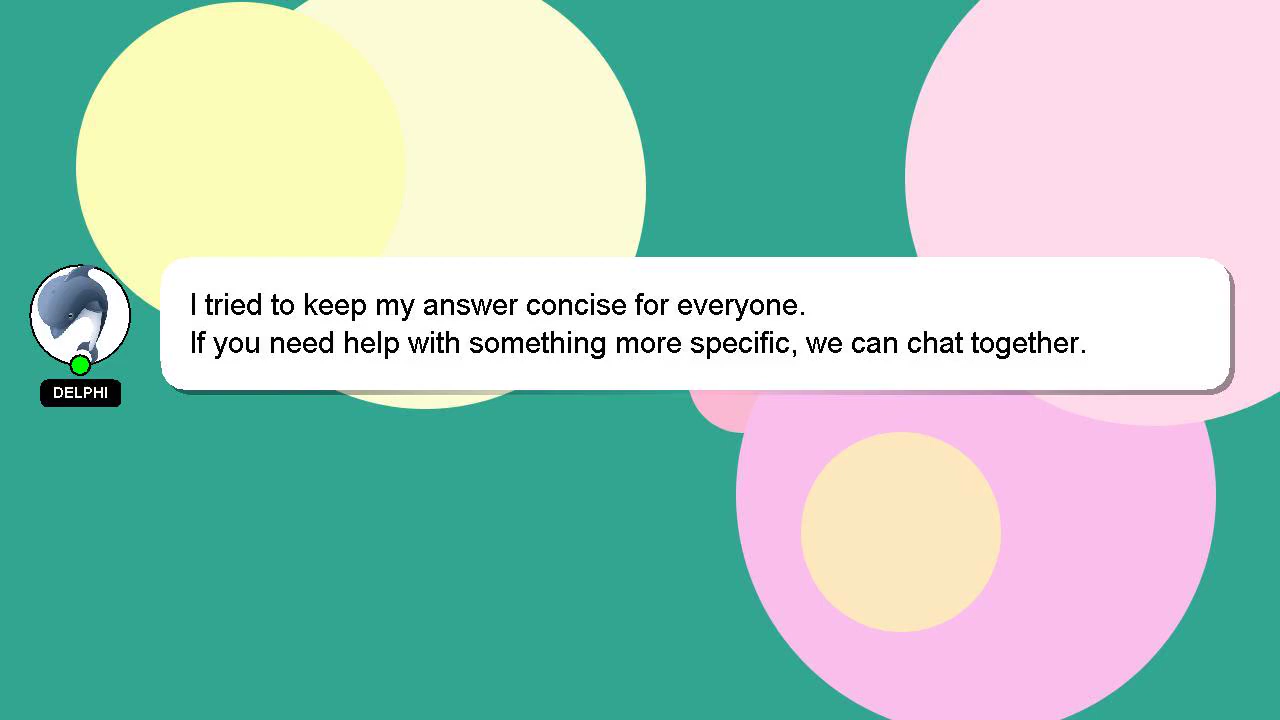 I tried to keep my answer concise for everyone.
If you need help with something more specific, we can chat together.
DELPHI